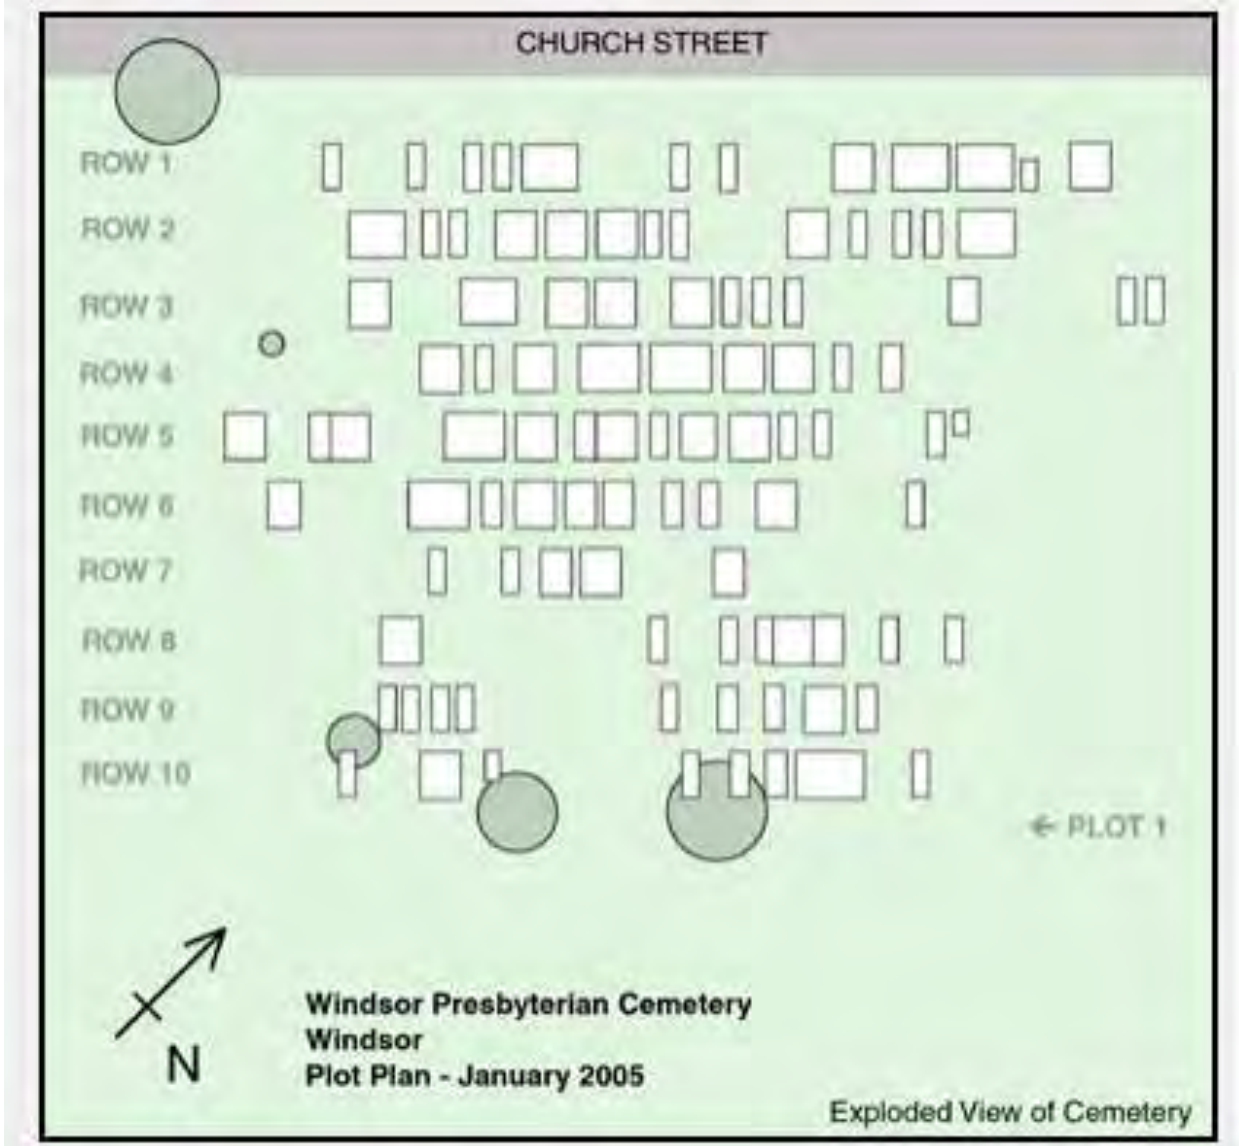 CHURCH STREET
ROW 1
ROW 2
ROW 3
ROW 4
ROW 5
ROW 6
ROW 7
ROW 8
ROW 9
ROW 10
← PLOT 1
N
Windsor Presbyterian Cemetery
Windsor
Plot Plan - January 2005
Exploded View of Cemetery